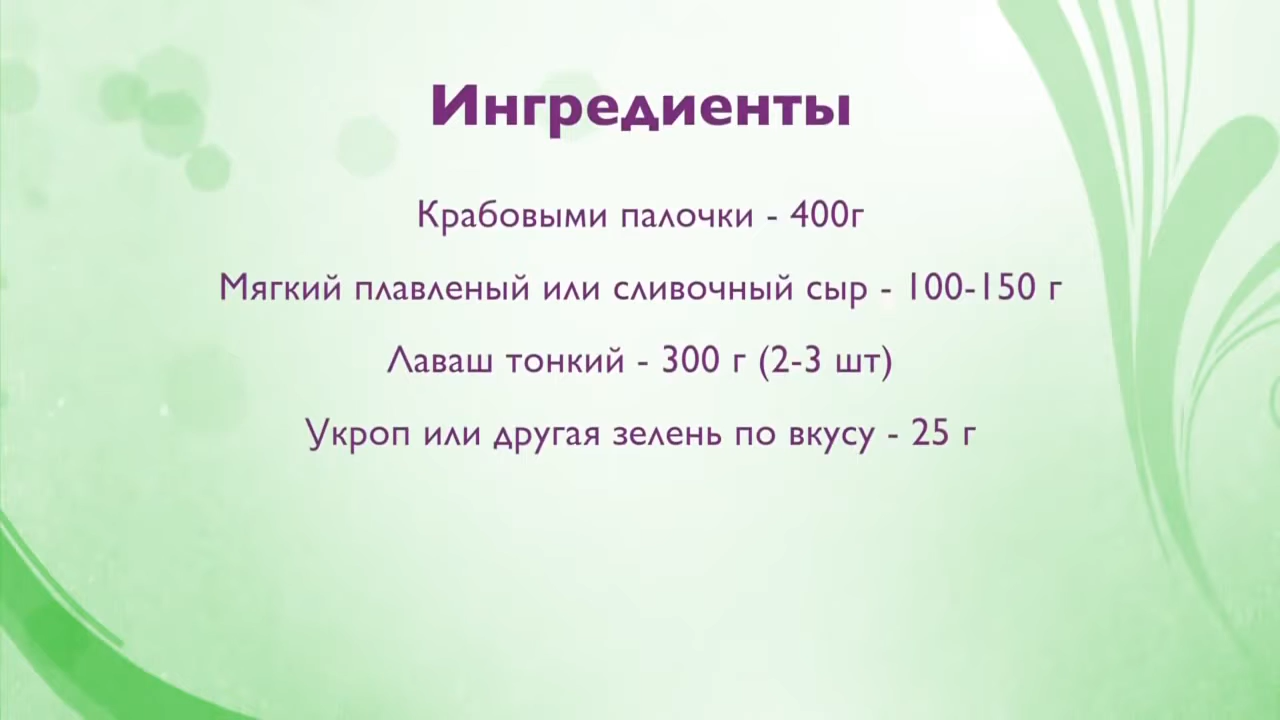 Ингредиенты
Крабовыми палочки - 400г
Мягкий плавленый или сливочный сыр - 100-150 г
Лаваш тонкий - 300 г (2-3 шт)
Укроп или другая зелень по вкусу - 25 г